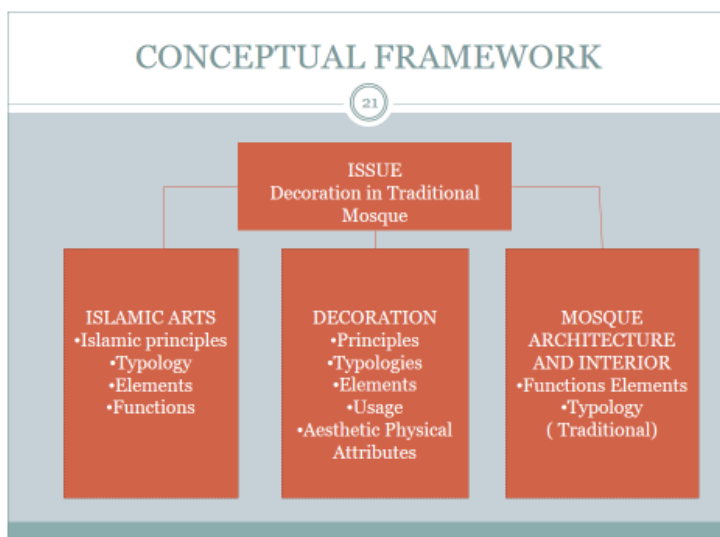 CONCEPTUAL FRAMEWORK
21
ISSUE
Decoration in Traditional
Mosque
ISLAMIC ARTS
•Islamic principles
•Typology
•Elements
•Functions
DECORATION
•Principles
•Typologies
•Elements
•Usage
•Aesthetic Physical
Attributes
MOSQUE
ARCHITECTURE
AND INTERIOR
•Functions Elements
•Typology
( Traditional)